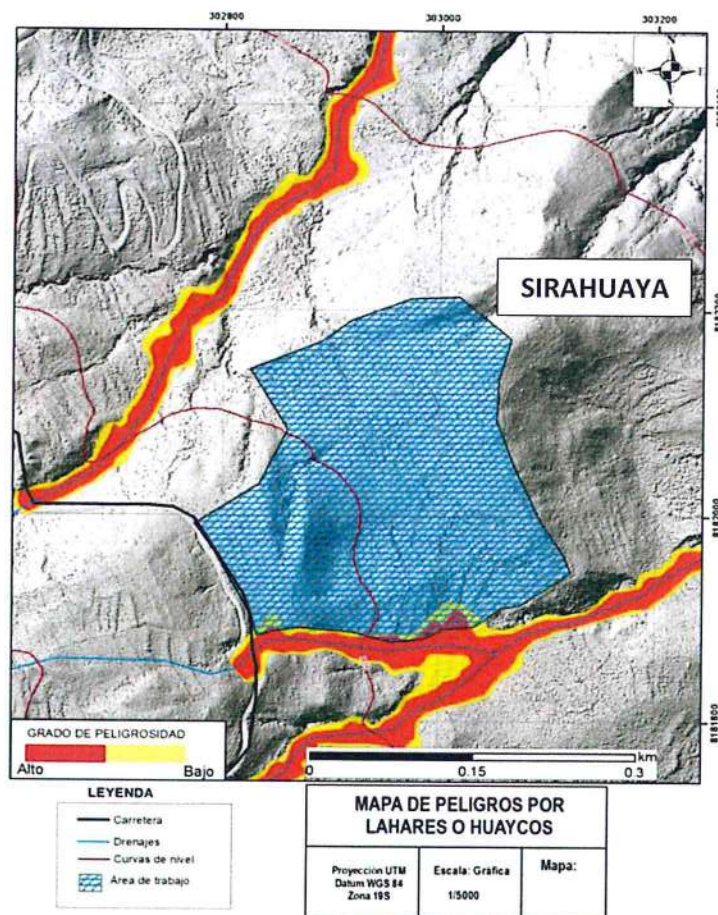 302800 303000 303200
N
W T
S
SIRAHUAYA
8182000
8181800
GRADO DE PELIGROSIDAD
Alto Bajo
km
0 0.15 0.3
LEYENDA
Carretera
Drenajes
Curvas de nivel
Área de trabajo
MAPA DE PELIGROS POR
LAHARES O HUAYCOS
Proyección UTM
Datum WGS 84
Zona 19S
Escala: Gráfica
1/5000
Mapa: